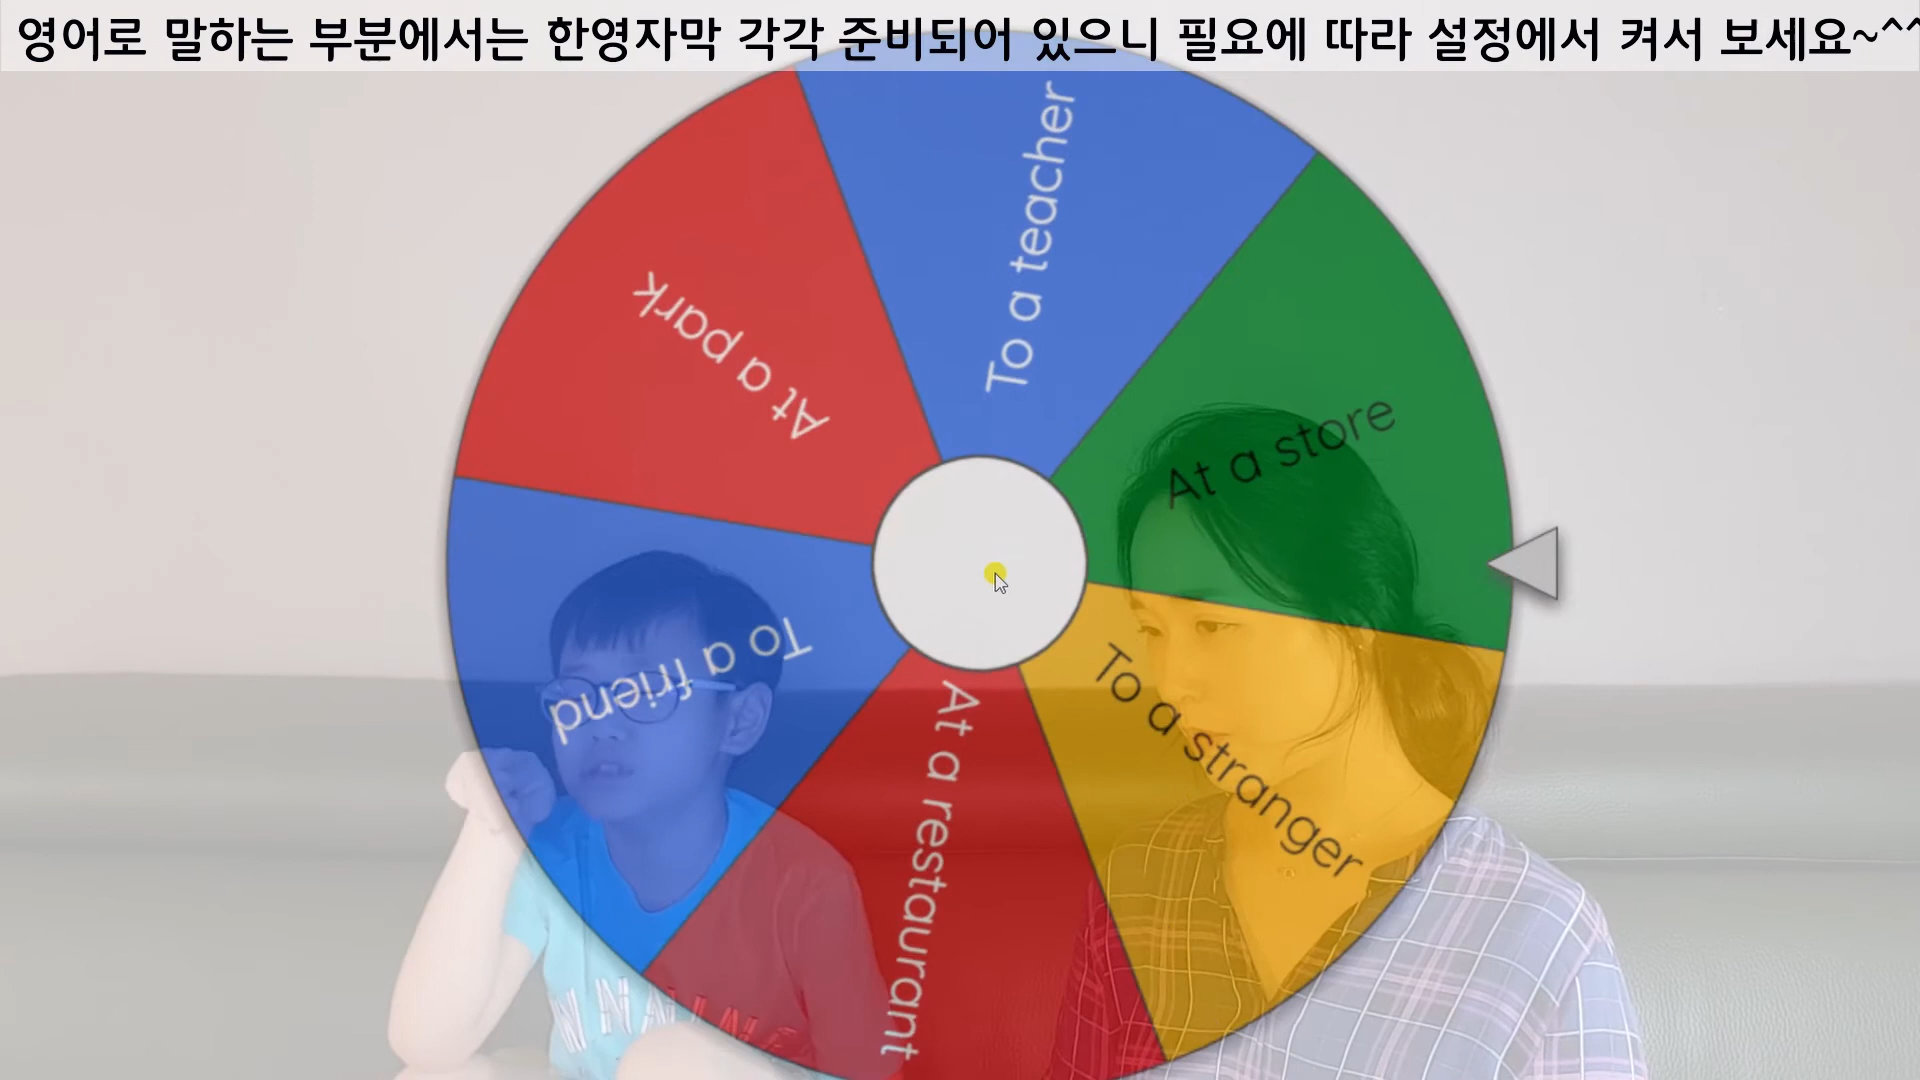 영어로 말하는 부분에서는 한영자막 각각 준비되어 있으니 필요에 따라 설정에서 켜서 보세요~^^
To a teacher
At a store
To a stranger
At a restaurant
To a friend
At a park